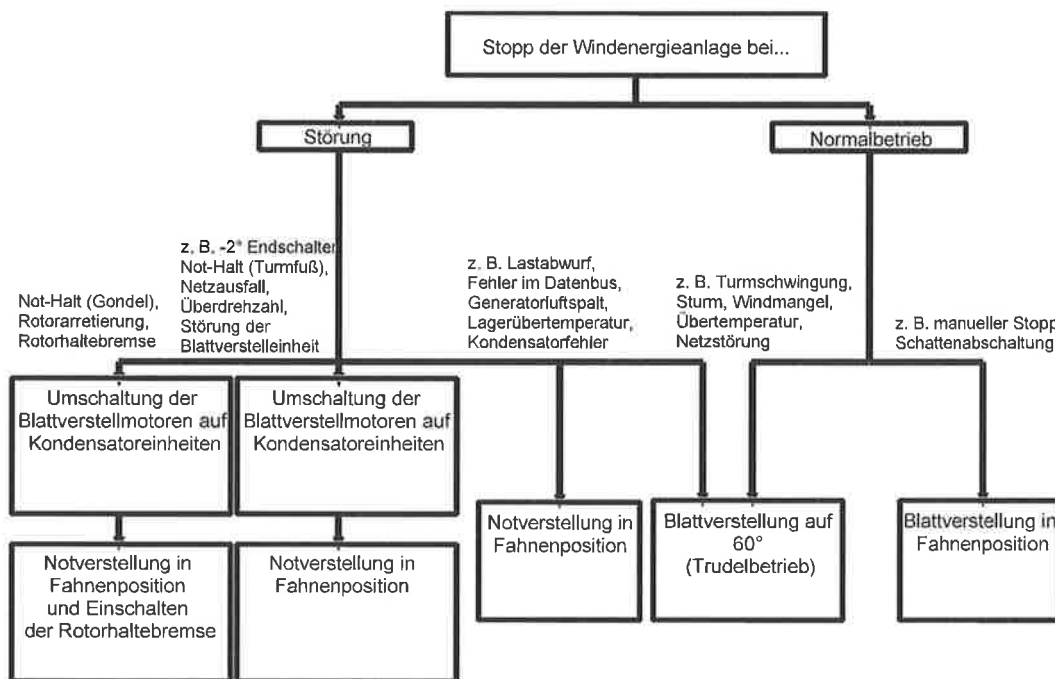 Stopp der Windenergieanlage bei...
Störung
Normalbetrieb
Not-Halt (Gondel),
Rotorarretierung,
Rotorhaltebremse
z. B. -2° Endschalter
Not-Halt (Turmfuß),
Netzausfall,
Überdrehzahl,
Störung der
Blattverstelleinheit
z. B. Lastabwurf,
Fehler im Datenbus,
Generatorluftspalt,
Lagerübertemperatur,
Kondensatorfehler
z. B. Turmschwingung,
Sturm, Windmangel,
Übertemperatur,
Netzstörung
z. B. manueller Stopp
Schattenabschaltung
Umschaltung der
Blattverstellmotoren auf
Kondensatoreinheiten
Umschaltung der
Blattverstellmotoren auf
Kondensatoreinheiten
Notverstellung in
Fahnenposition
und Einschalten
der Rotorhaltebremse
Notverstellung in
Fahnenposition
Notverstellung in
Fahnenposition
Blattverstellung auf
60°
(Trudelbetrieb)
Blattverstellung in
Fahnenposition